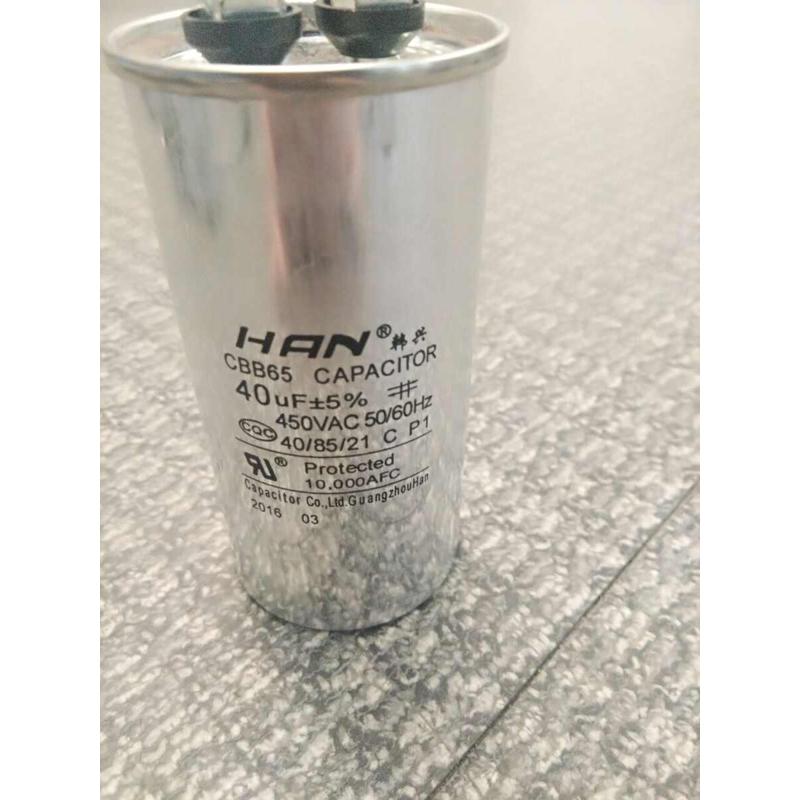 HAN® 韩兴
CBB65 CAPACITOR
40uF±5%
450VAC 50/60Hz
CQC 40/85/21 C P1
RU® Protected
10.000AFC
Capacitor Co.,Ltd.GuangzhouHan
2016 03